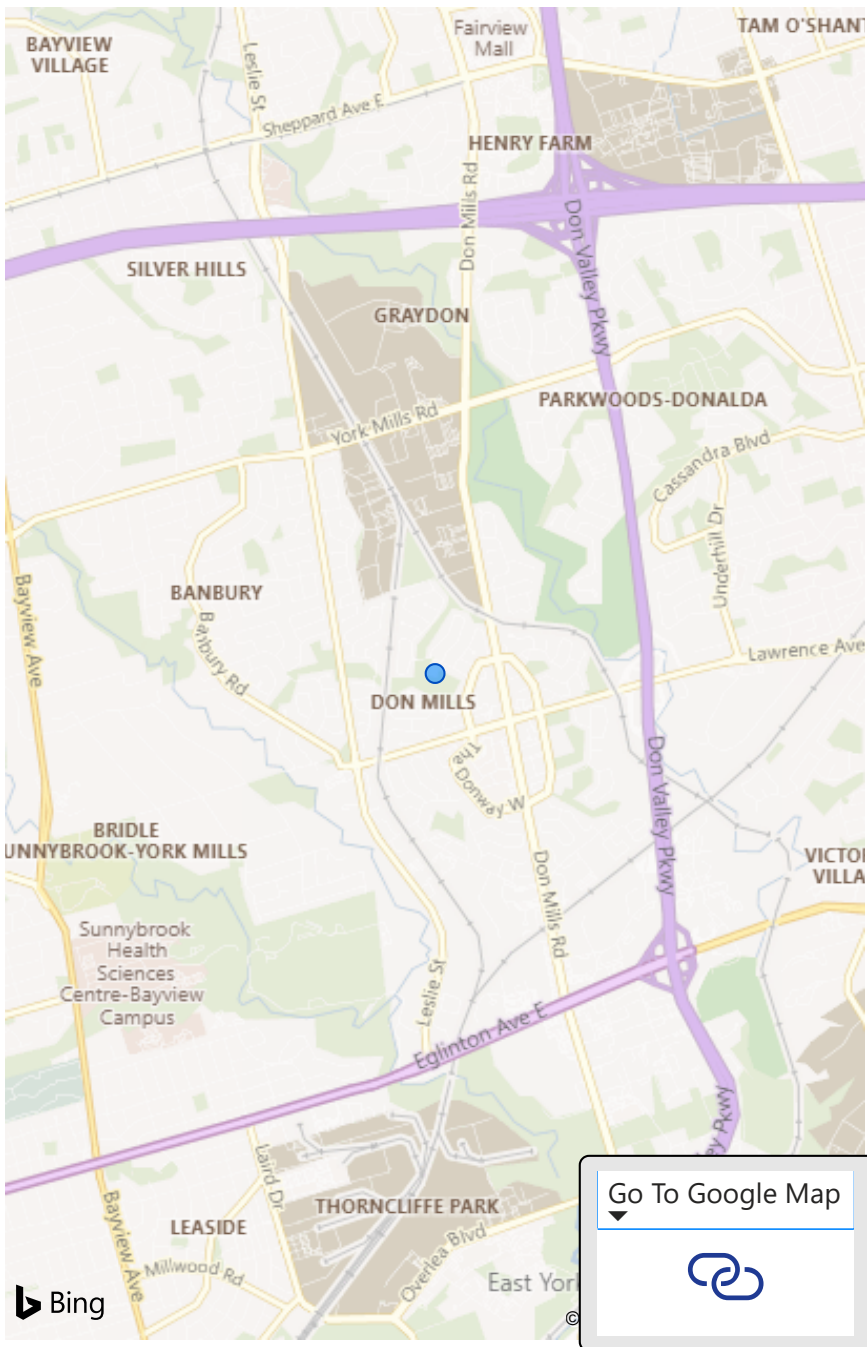 BAYVIEW
VILLAGE
Leslie St
Fairview
Mall
TAM O'SHANT
Sheppard Ave E
HENRY FARM
Don Mills Rd
Don Valley Pkwy
SILVER HILLS
GRAYDON
York Mills Rd
PARKWOODS-DONALDA
Cassandra Blvd
Underhill Dr
Bayview Ave
BANBURY
Banbury Rd
Lawrence Ave
DON MILLS
The Donway W
Don Valley Pkwy
BRIDLE
UNNYBROOK-YORK MILLS
Don Mills Rd
VICTO
VILLA
Sunnybrook
Health
Sciences
Centre-Bayview
Campus
Leslie St
Eglinton Ave E
ley Pkwy
Laird Dr
THORNCLIFFE PARK
LEASIDE
Bayview Ave
Millwood Rd
Overlea Blvd
East York
Go To Google Map
Bing
©